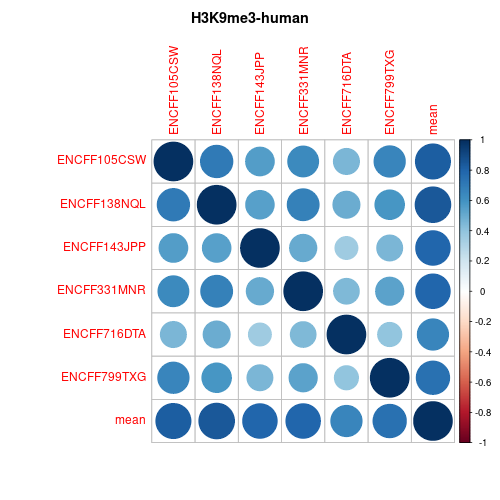 H3K9me3-human
ENCFF105CSW
ENCFF138NQL
ENCFF143JPP
ENCFF331MNR
ENCFF716DTA
ENCFF799TXG
mean
ENCFF105CSW
ENCFF138NQL
ENCFF143JPP
ENCFF331MNR
ENCFF716DTA
ENCFF799TXG
mean
1
0.8
0.6
0.4
0.2
0
-0.2
-0.4
-0.6
-0.8
-1